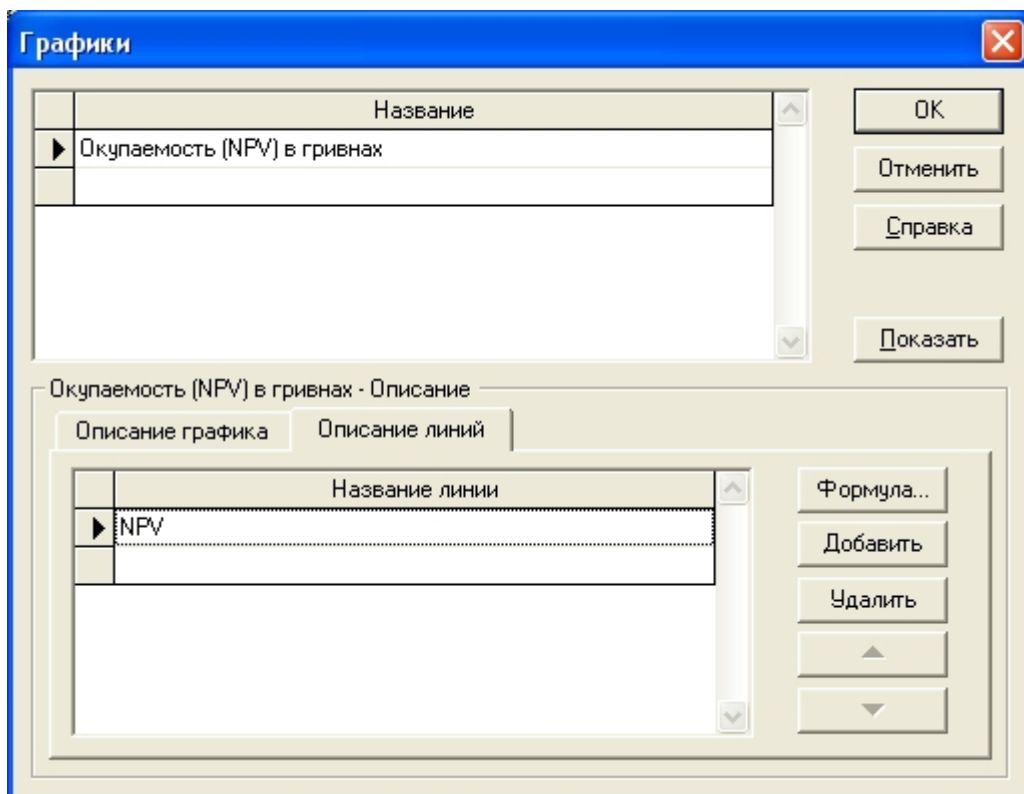 Графики
Название
Окупаемость (NPV) в гривнах
OK
Отменить
Справка
Показать
Окупаемость (NPV) в гривнах - Описание
Описание графика
Описание линий
Название линии
NPV
Формула...
Добавить
Удалить